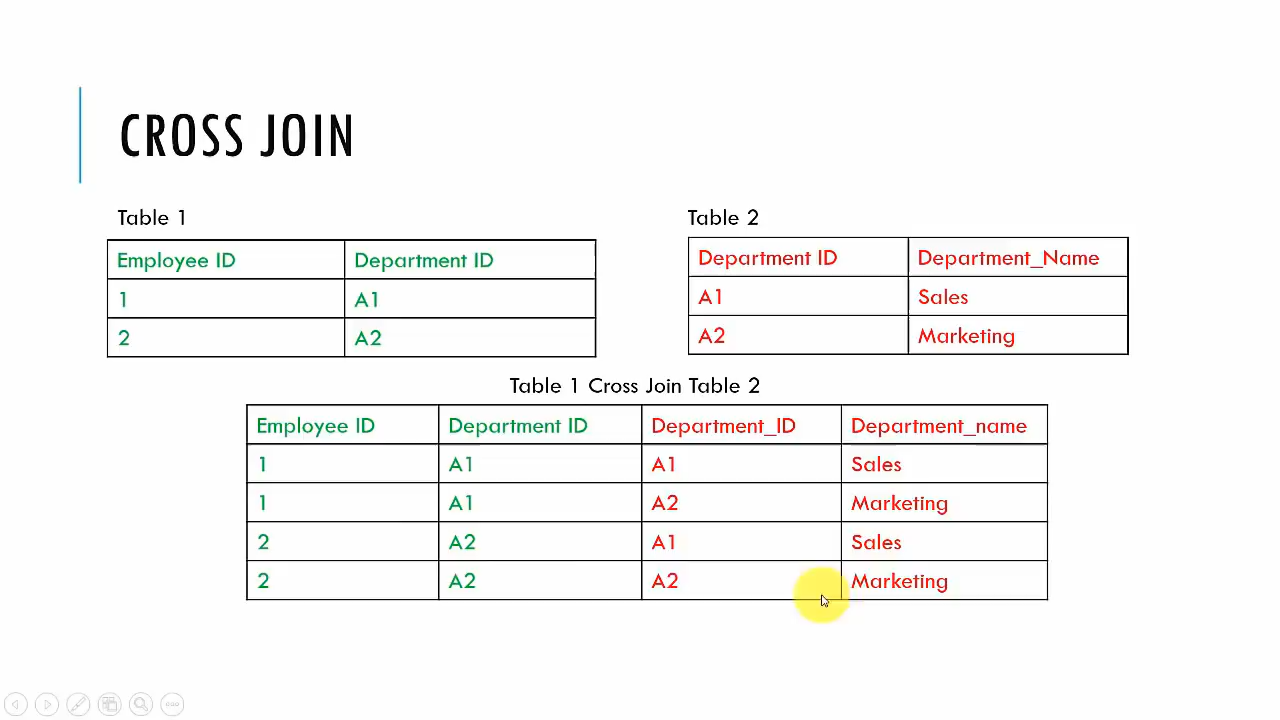 CROSS JOIN
Table 1
Employee ID Department ID
1 A1
2 A2
Table 2
Department ID Department_Name
A1 Sales
A2 Marketing
Table 1 Cross Join Table 2
Employee ID Department ID Department_ID Department_name
1 A1 A1 Sales
1 A1 A2 Marketing
2 A2 A1 Sales
2 A2 A2 Marketing